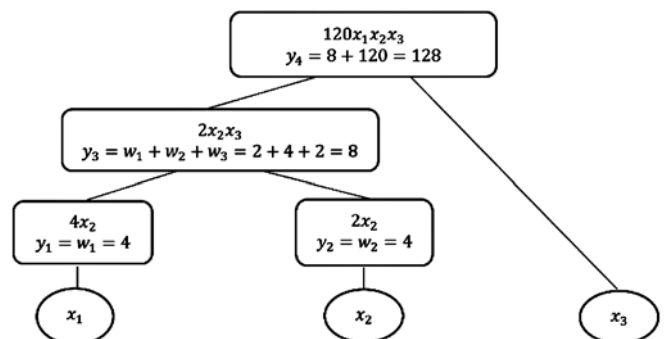 120x₁x₂x₃
y₄ = 8 + 120 = 128
2x₂x₃
y₃ = w₁ + w₂ + w₃ = 2 + 4 + 2 = 8
4x₂
y₁ = w₁ = 4
2x₂
y₂ = w₂ = 4
x₁
x₂
x₃